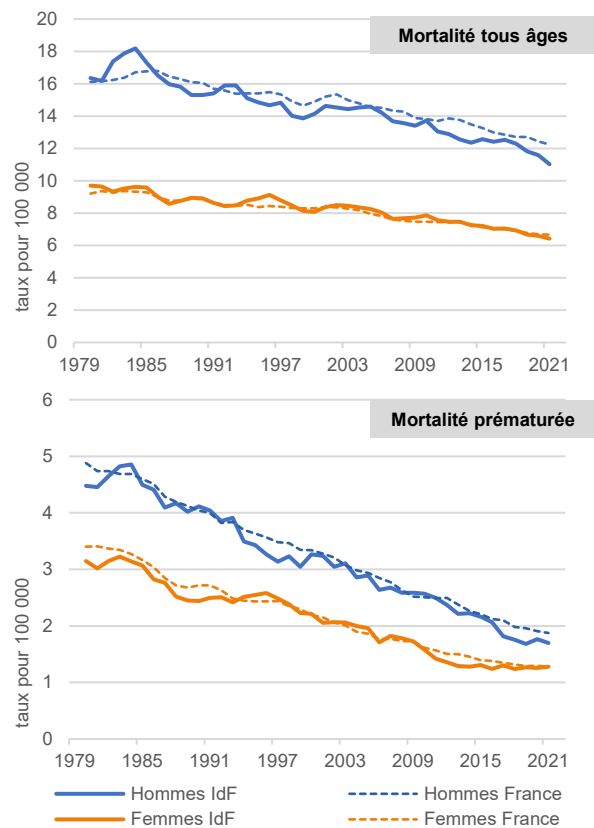 Mortalité tous âges
taux pour 100 000
20
18
16
14
12
10
8
6
4
2
0
1979 1985 1991 1997 2003 2009 2015 2021
Mortalité prématurée
taux pour 100 000
6
5
4
3
2
1
0
1979 1985 1991 1997 2003 2009 2015 2021
Hommes IdF Hommes France
Femmes IdF Femmes France